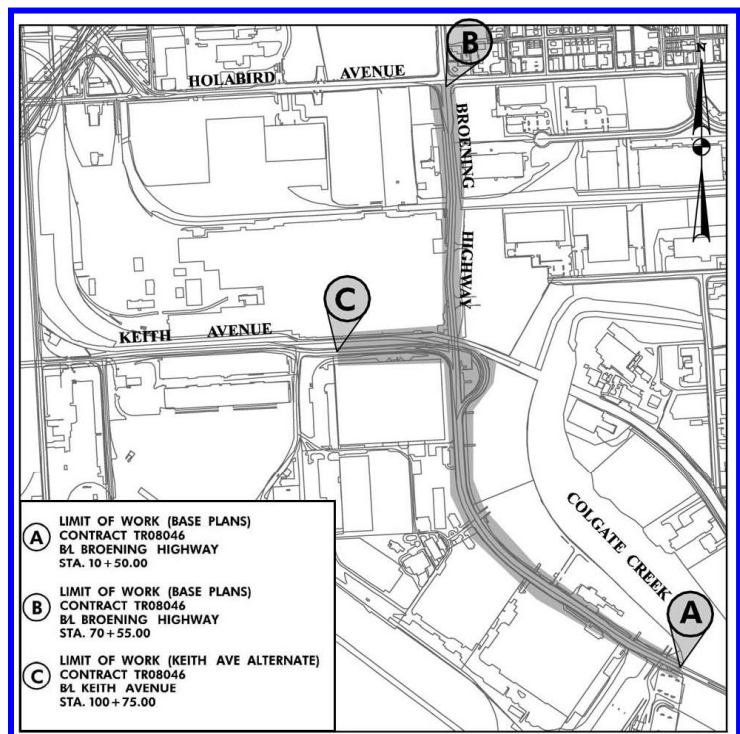 B
N
HOLABIRD AVENUE
BROENING HIGHWAY
C
KEITH AVENUE
COLGATE CREEK
A
A LIMIT OF WORK (BASE PLANS)
CONTRACT TR08046
B/L BROENING HIGHWAY
STA. 10+50.00
B LIMIT OF WORK (BASE PLANS)
CONTRACT TR08046
B/L BROENING HIGHWAY
STA. 70+55.00
C LIMIT OF WORK (KEITH AVE ALTERNATE)
CONTRACT TR08046
B/L KEITH AVENUE
STA. 100+75.00